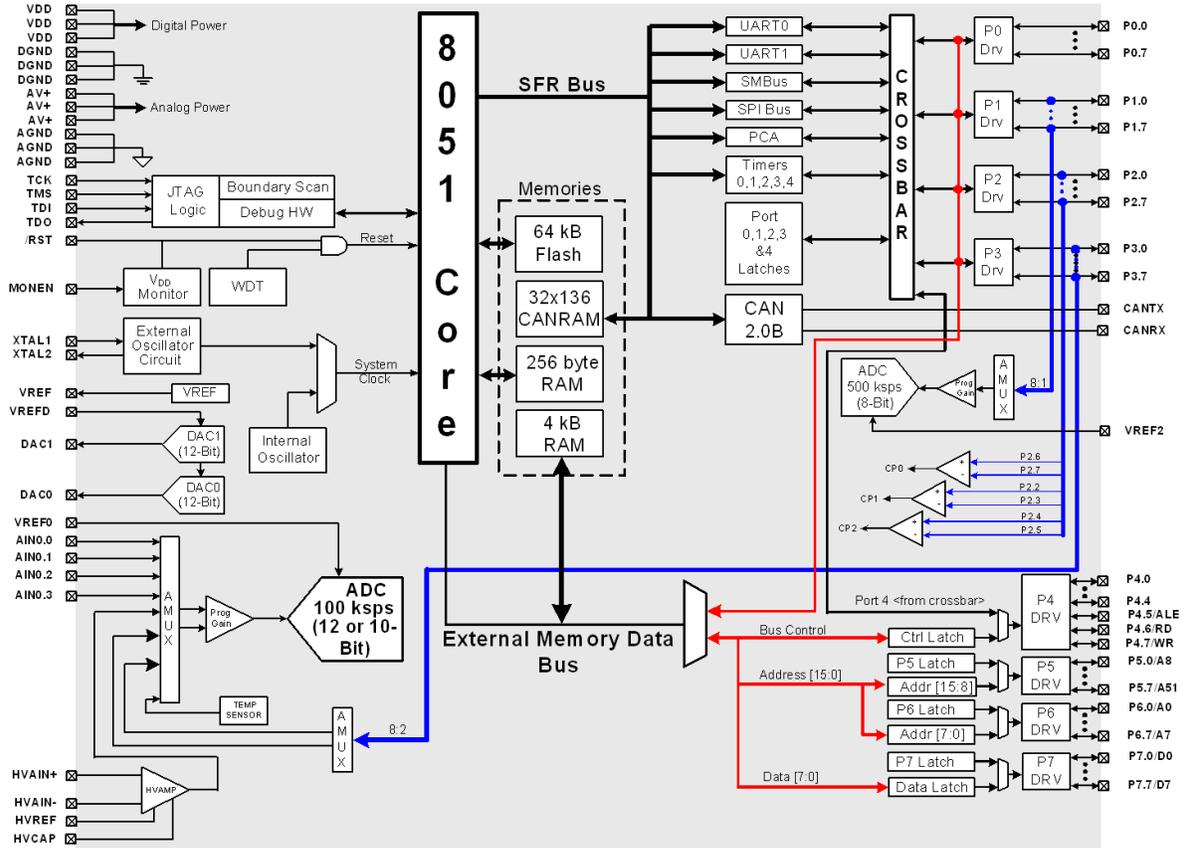 VDD
VDD
VDD
Digital Power
DGND
DGND
DGND
AV+
AV+
AV+
Analog Power
AGND
AGND
AGND
TCK
TMS
TDI
TDO
JTAG
Logic
Boundary Scan
Debug HW
/RST
Reset
MONEN
VDD
Monitor
WDT
XTAL1
XTAL2
External
Oscillator
Circuit
System
Clock
VREF
VREF
VREFD
DAC1
DAC1
(12-Bit)
Internal
Oscillator
DAC0
DAC0
(12-Bit)
VREF0
AIN0.0
AIN0.1
AIN0.2
AIN0.3
A
M
U
X
Prog
Gain
ADC
100 ksps
(12 or 10-
Bit)
TEMP
SENSOR
A
M
U
X
8:2
HVAIN+
HVAIN-
HVREF
HVCAP
HVAMP
8
0
5
1
C
o
r
e
SFR Bus
Memories
64 kB
Flash
32x136
CANRAM
256 byte
RAM
4 kB
RAM
External Memory Data
Bus
UART0
UART1
SMBus
SPI Bus
PCA
Timers
0,1,2,3,4
Port
0,1,2,3
&4
Latches
CAN
2.0B
C
R
O
S
S
B
A
R
P0
Drv
P0.0
P0.7
P1
Drv
P1.0
P1.7
P2
Drv
P2.0
P2.7
P3
Drv
P3.0
P3.7
CANTX
CANRX
ADC
500 ksps
(8-Bit)
Prog
Gain
A
M
U
X
8:1
VREF2
CP0
+
-
P2.6
P2.7
CP1
+
-
P2.2
P2.3
CP2
+
-
P2.4
P2.5
Port 4 <from crossbar>
Bus Control
Ctrl Latch
P4
DRV
P4.0
P4.4
P4.5/ALE
P4.6/RD
P4.7/WR
Address [15:0]
P5 Latch
Addr [15:8]
P5
DRV
P5.0/A8
P5.7/A51
P6 Latch
Addr [7:0]
P6
DRV
P6.0/A0
P6.7/A7
Data [7:0]
P7 Latch
Data Latch
P7
DRV
P7.0/D0
P7.7/D7